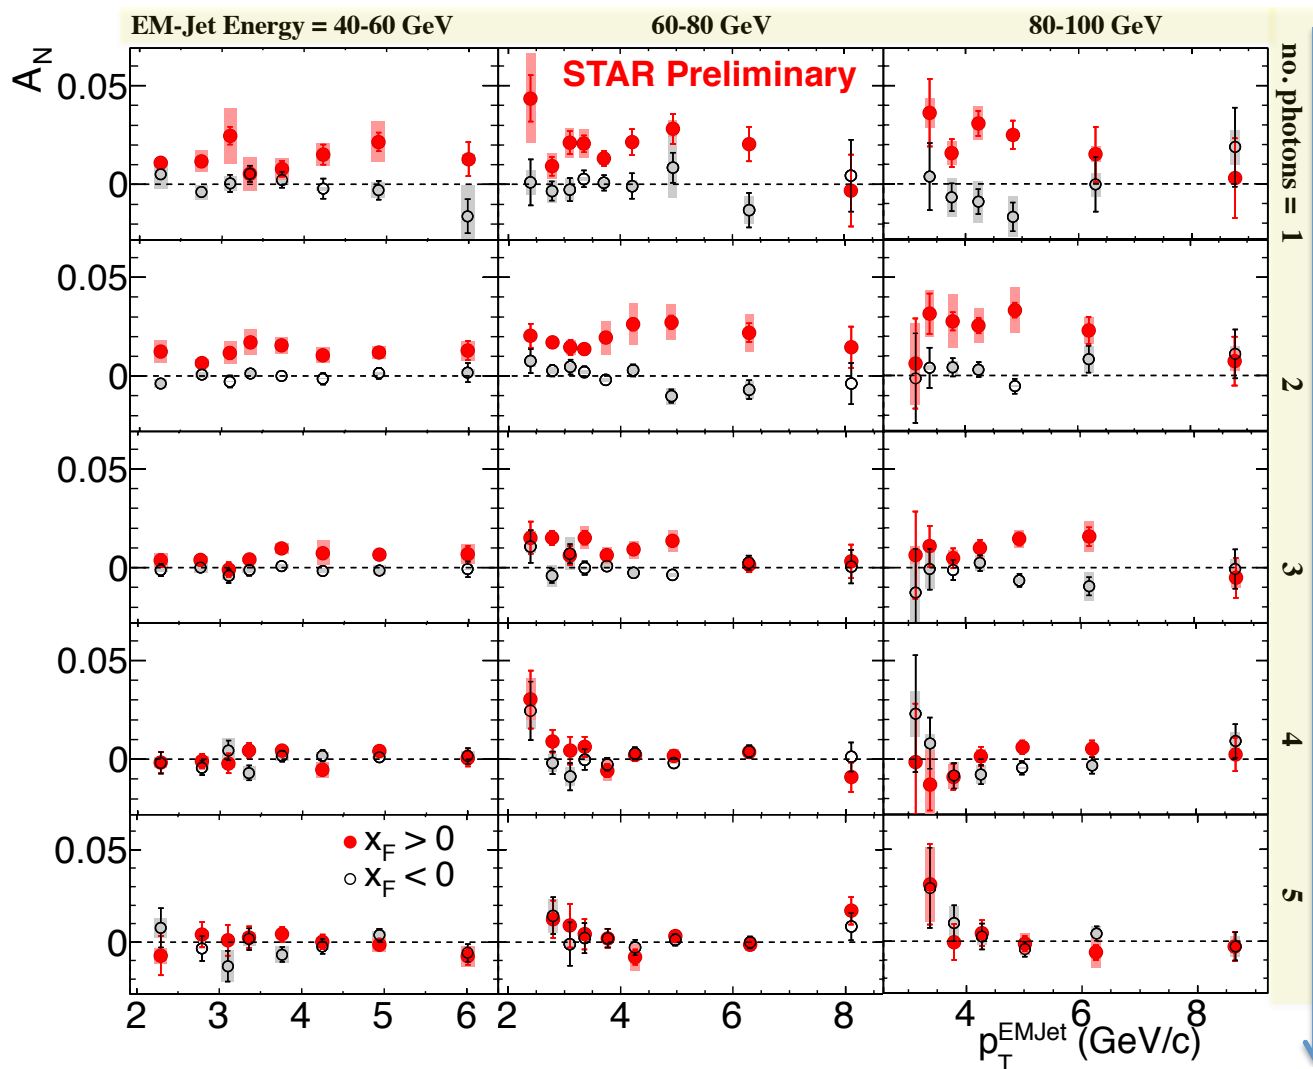 EM-Jet Energy = 40-60 GeV 60-80 GeV 80-100 GeV
A_N
STAR Preliminary
no. photons = 1
0.05
0
2
0.05
0
3
0.05
0
4
0.05
0
5
0.05
0
x_F > 0
x_F < 0
2 3 4 5 6 2 4 6 8 4 6 8
p_T^EMJet (GeV/c)